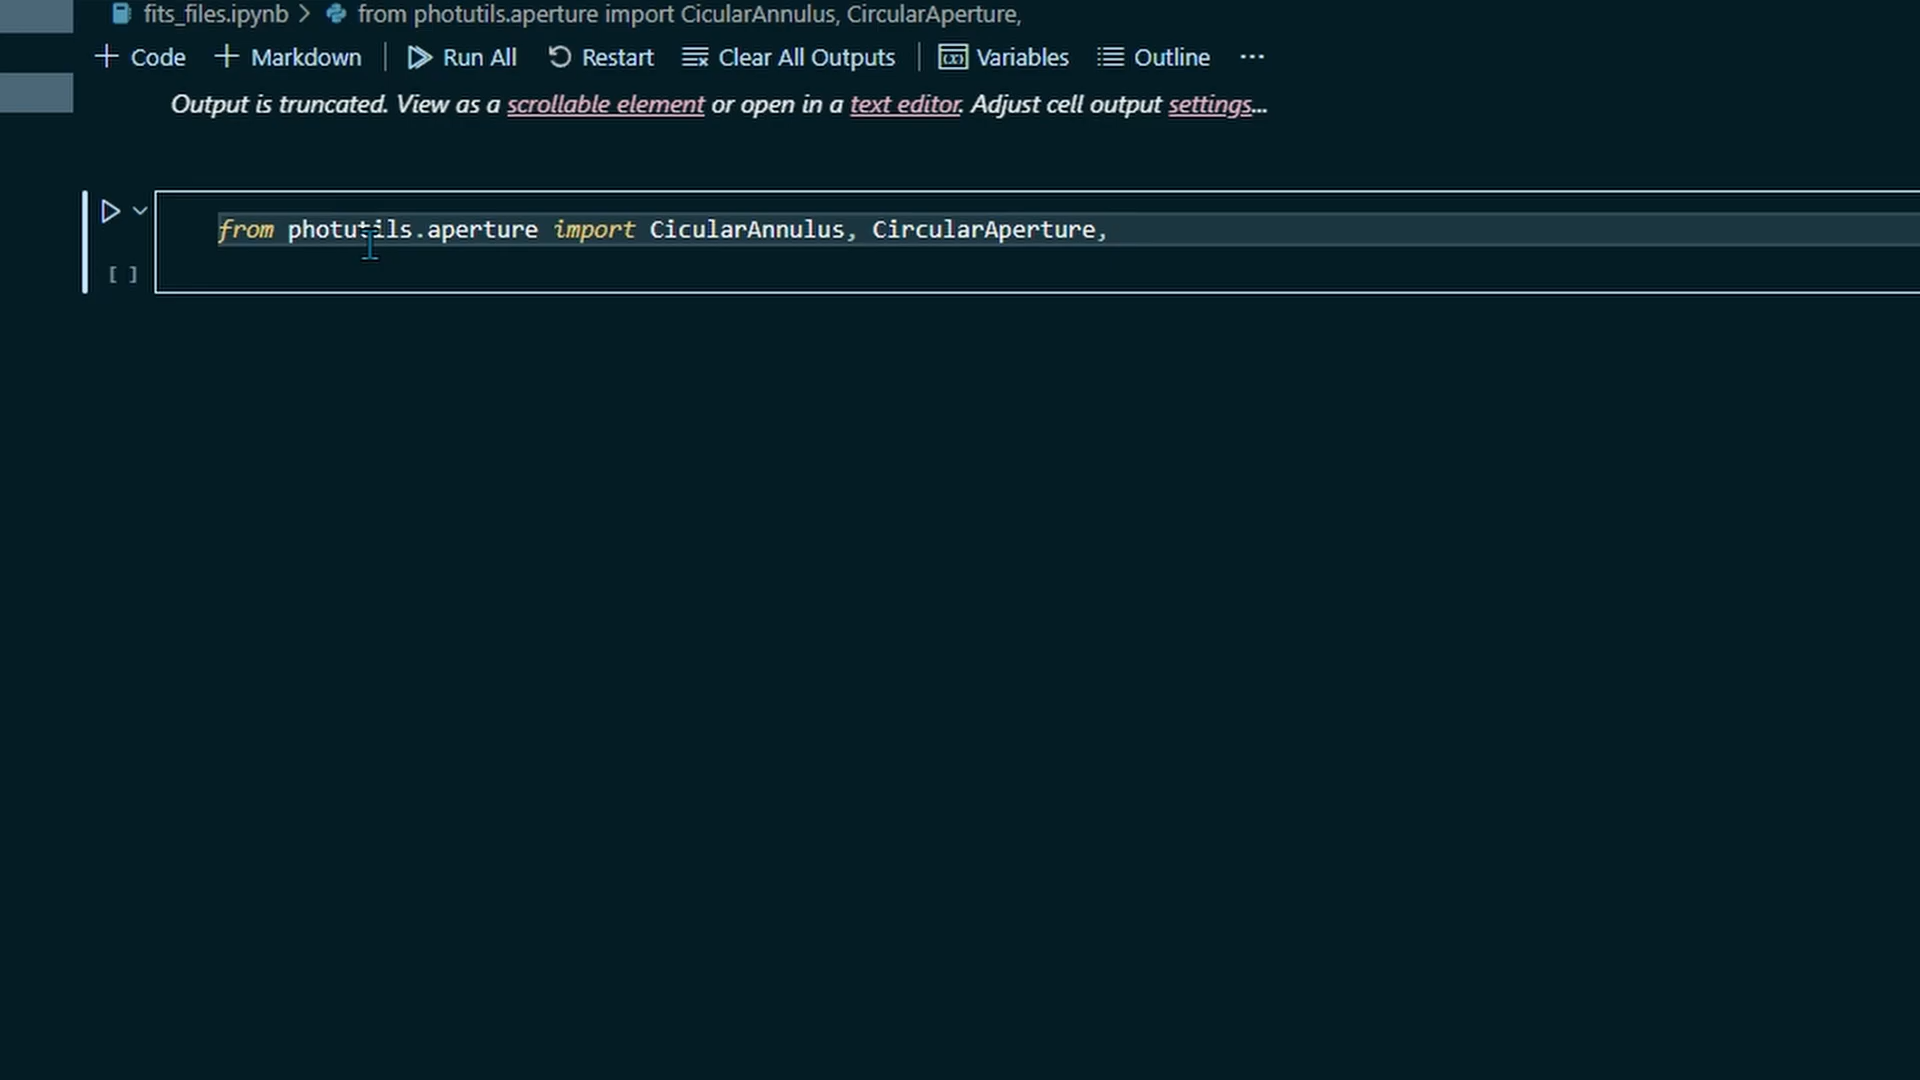 fits_files.ipynb > from photutils.aperture import CicularAnnulus, CircularAperture,
+ Code + Markdown | Run All Restart Clear All Outputs | (x) Variables Outline ...
Output is truncated. View as a scrollable element or open in a text editor. Adjust cell output settings...
from photutils.aperture import CicularAnnulus, CircularAperture,
[ ]